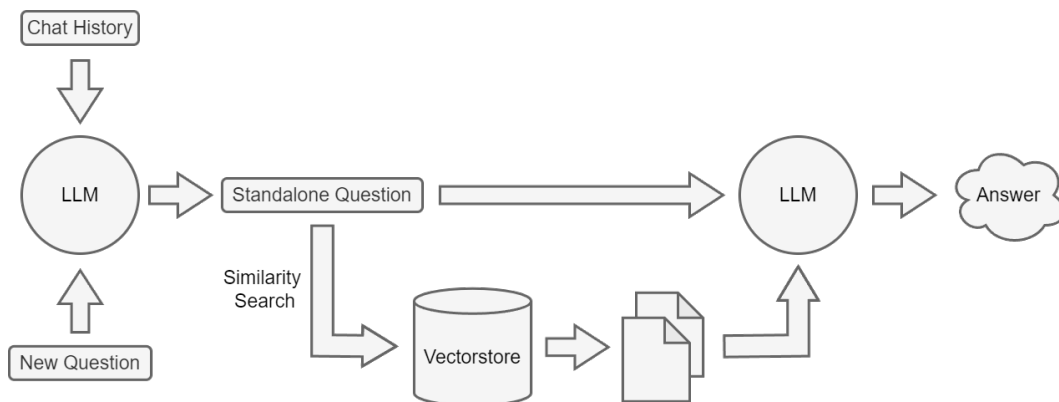 Chat History
LLM
Standalone Question
LLM
Answer
Similarity
Search
Vectorstore
New Question